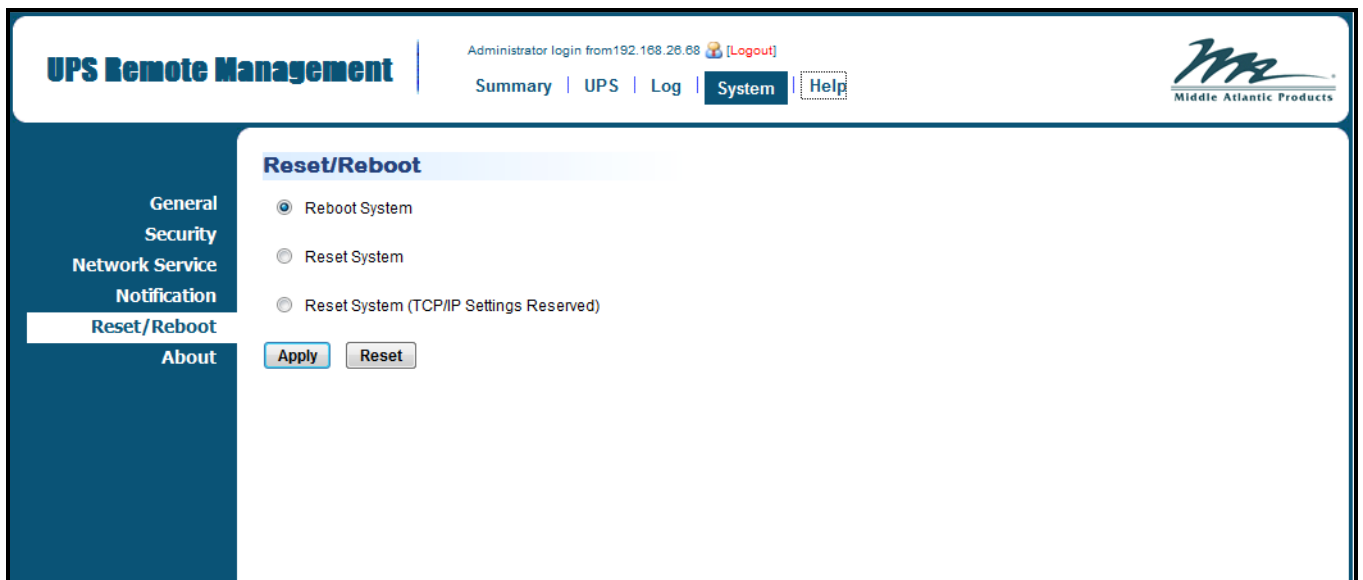 UPS Remote Management
Administrator login from192.168.26.68 [Logout]
Summary | UPS | Log | System | Help
Middle Atlantic Products
General
Security
Network Service
Notification
Reset/Reboot
About
Reset/Reboot
Reboot System
Reset System
Reset System (TCP/IP Settings Reserved)
Apply Reset